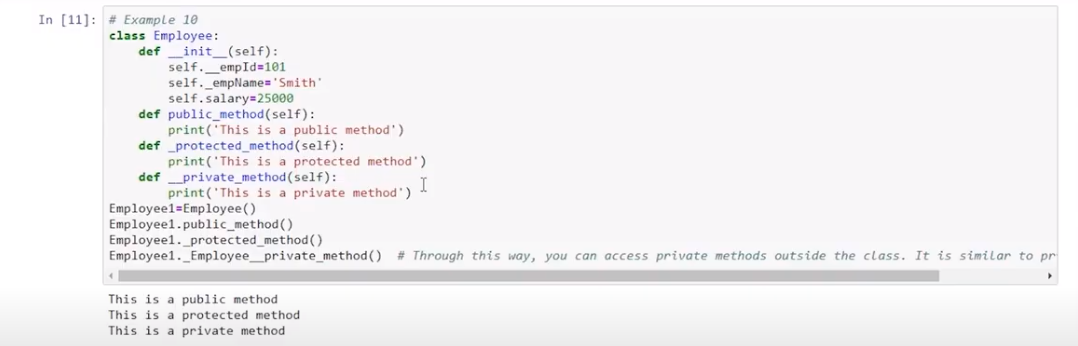 In [11]: # Example 10
class Employee:
    def __init__(self):
        self.__empId=101
        self._empName='Smith'
        self.salary=25000
    def public_method(self):
        print('This is a public method')
    def _protected_method(self):
        print('This is a protected method')
    def __private_method(self):
        print('This is a private method')
Employee1=Employee()
Employee1.public_method()
Employee1._protected_method()
Employee1._Employee__private_method()  # Through this way, you can access private methods outside the class. It is similar to pr
This is a public method
This is a protected method
This is a private method